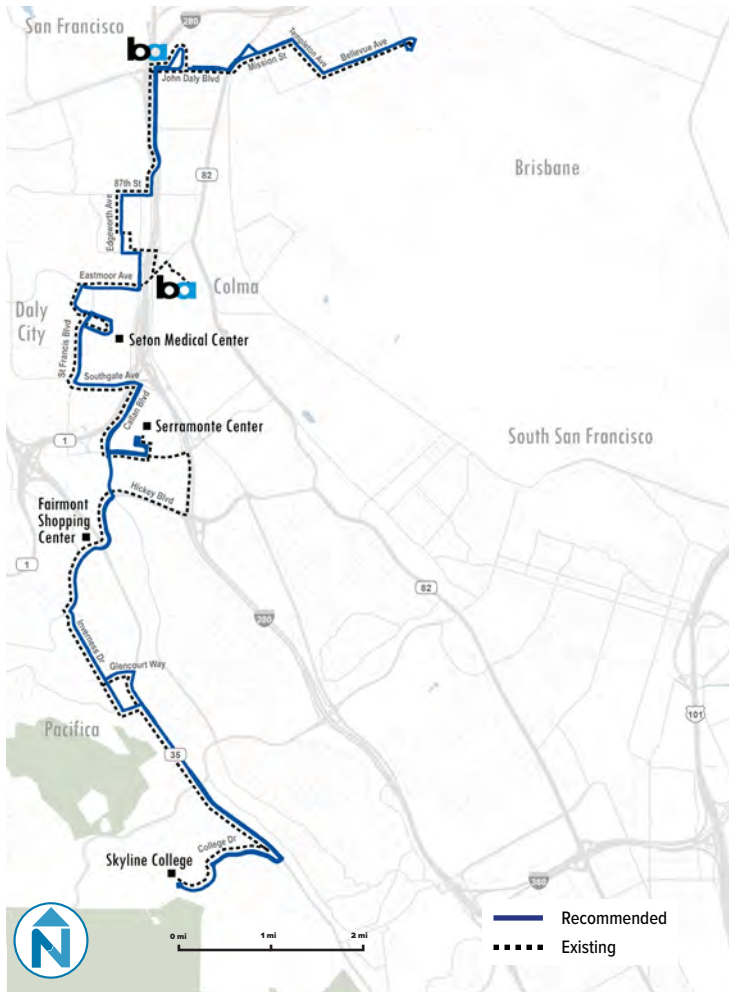 San Francisco
280
ba
John Daly Blvd
Mission St
Templeton Ave
Bellevue Ave
Brisbane
82
87th St
Edgeworth Ave
Eastmoor Ave
ba
Colma
Daly
City
Seton Medical Center
St Francis Blvd
Southgate Ave
Callan Blvd
Serramonte Center
1
South San Francisco
Hickey Blvd
Fairmont
Shopping
Center
1
82
280
Inverness Dr
Glencourt Way
101
Pacifica
35
College Dr
Skyline College
380
N
0 mi
1 mi
2 mi
Recommended
Existing